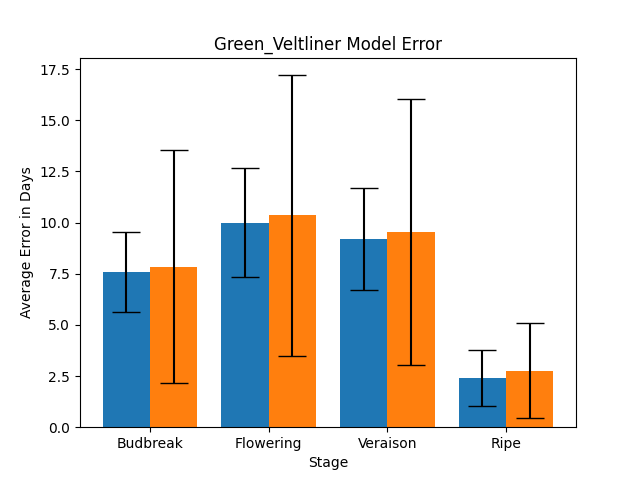 Green_Veltliner Model Error
Average Error in Days
17.5
15.0
12.5
10.0
7.5
5.0
2.5
0.0
Budbreak Flowering Veraison Ripe
Stage